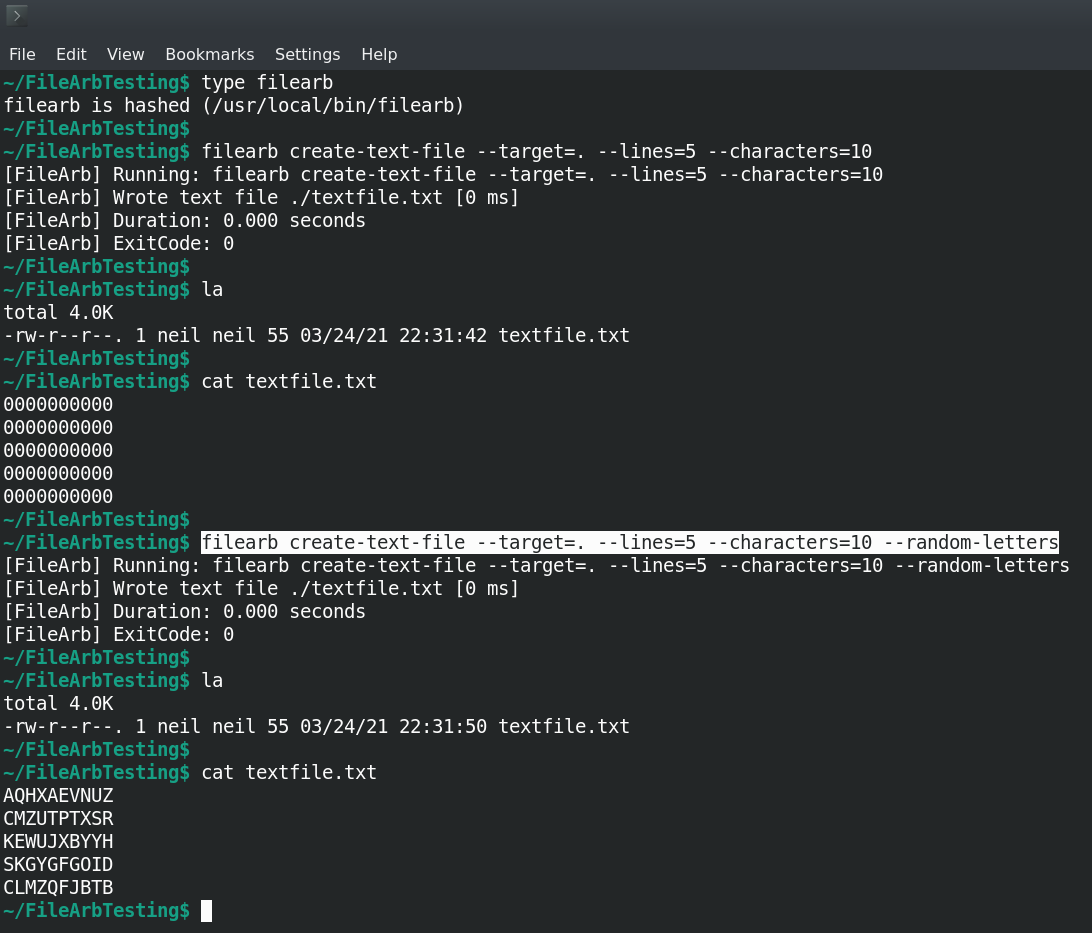 File Edit View Bookmarks Settings Help
~/FileArbTesting$ type filearb
filearb is hashed (/usr/local/bin/filearb)
~/FileArbTesting$
~/FileArbTesting$ filearb create-text-file --target=. --lines=5 --characters=10
[FileArb] Running: filearb create-text-file --target=. --lines=5 --characters=10
[FileArb] Wrote text file ./textfile.txt [0 ms]
[FileArb] Duration: 0.000 seconds
[FileArb] ExitCode: 0
~/FileArbTesting$
~/FileArbTesting$ la
total 4.0K
-rw-r--r--. 1 neil neil 55 03/24/21 22:31:42 textfile.txt
~/FileArbTesting$
~/FileArbTesting$ cat textfile.txt
0000000000
0000000000
0000000000
0000000000
0000000000
~/FileArbTesting$
~/FileArbTesting$ filearb create-text-file --target=. --lines=5 --characters=10 --random-letters
[FileArb] Running: filearb create-text-file --target=. --lines=5 --characters=10 --random-letters
[FileArb] Wrote text file ./textfile.txt [0 ms]
[FileArb] Duration: 0.000 seconds
[FileArb] ExitCode: 0
~/FileArbTesting$
~/FileArbTesting$ la
total 4.0K
-rw-r--r--. 1 neil neil 55 03/24/21 22:31:50 textfile.txt
~/FileArbTesting$
~/FileArbTesting$ cat textfile.txt
AQHXAEVNUZ
CMZUTPTXSR
KEWUJXBYYH
SKGYGFGOID
CLMZQFJBTB
~/FileArbTesting$